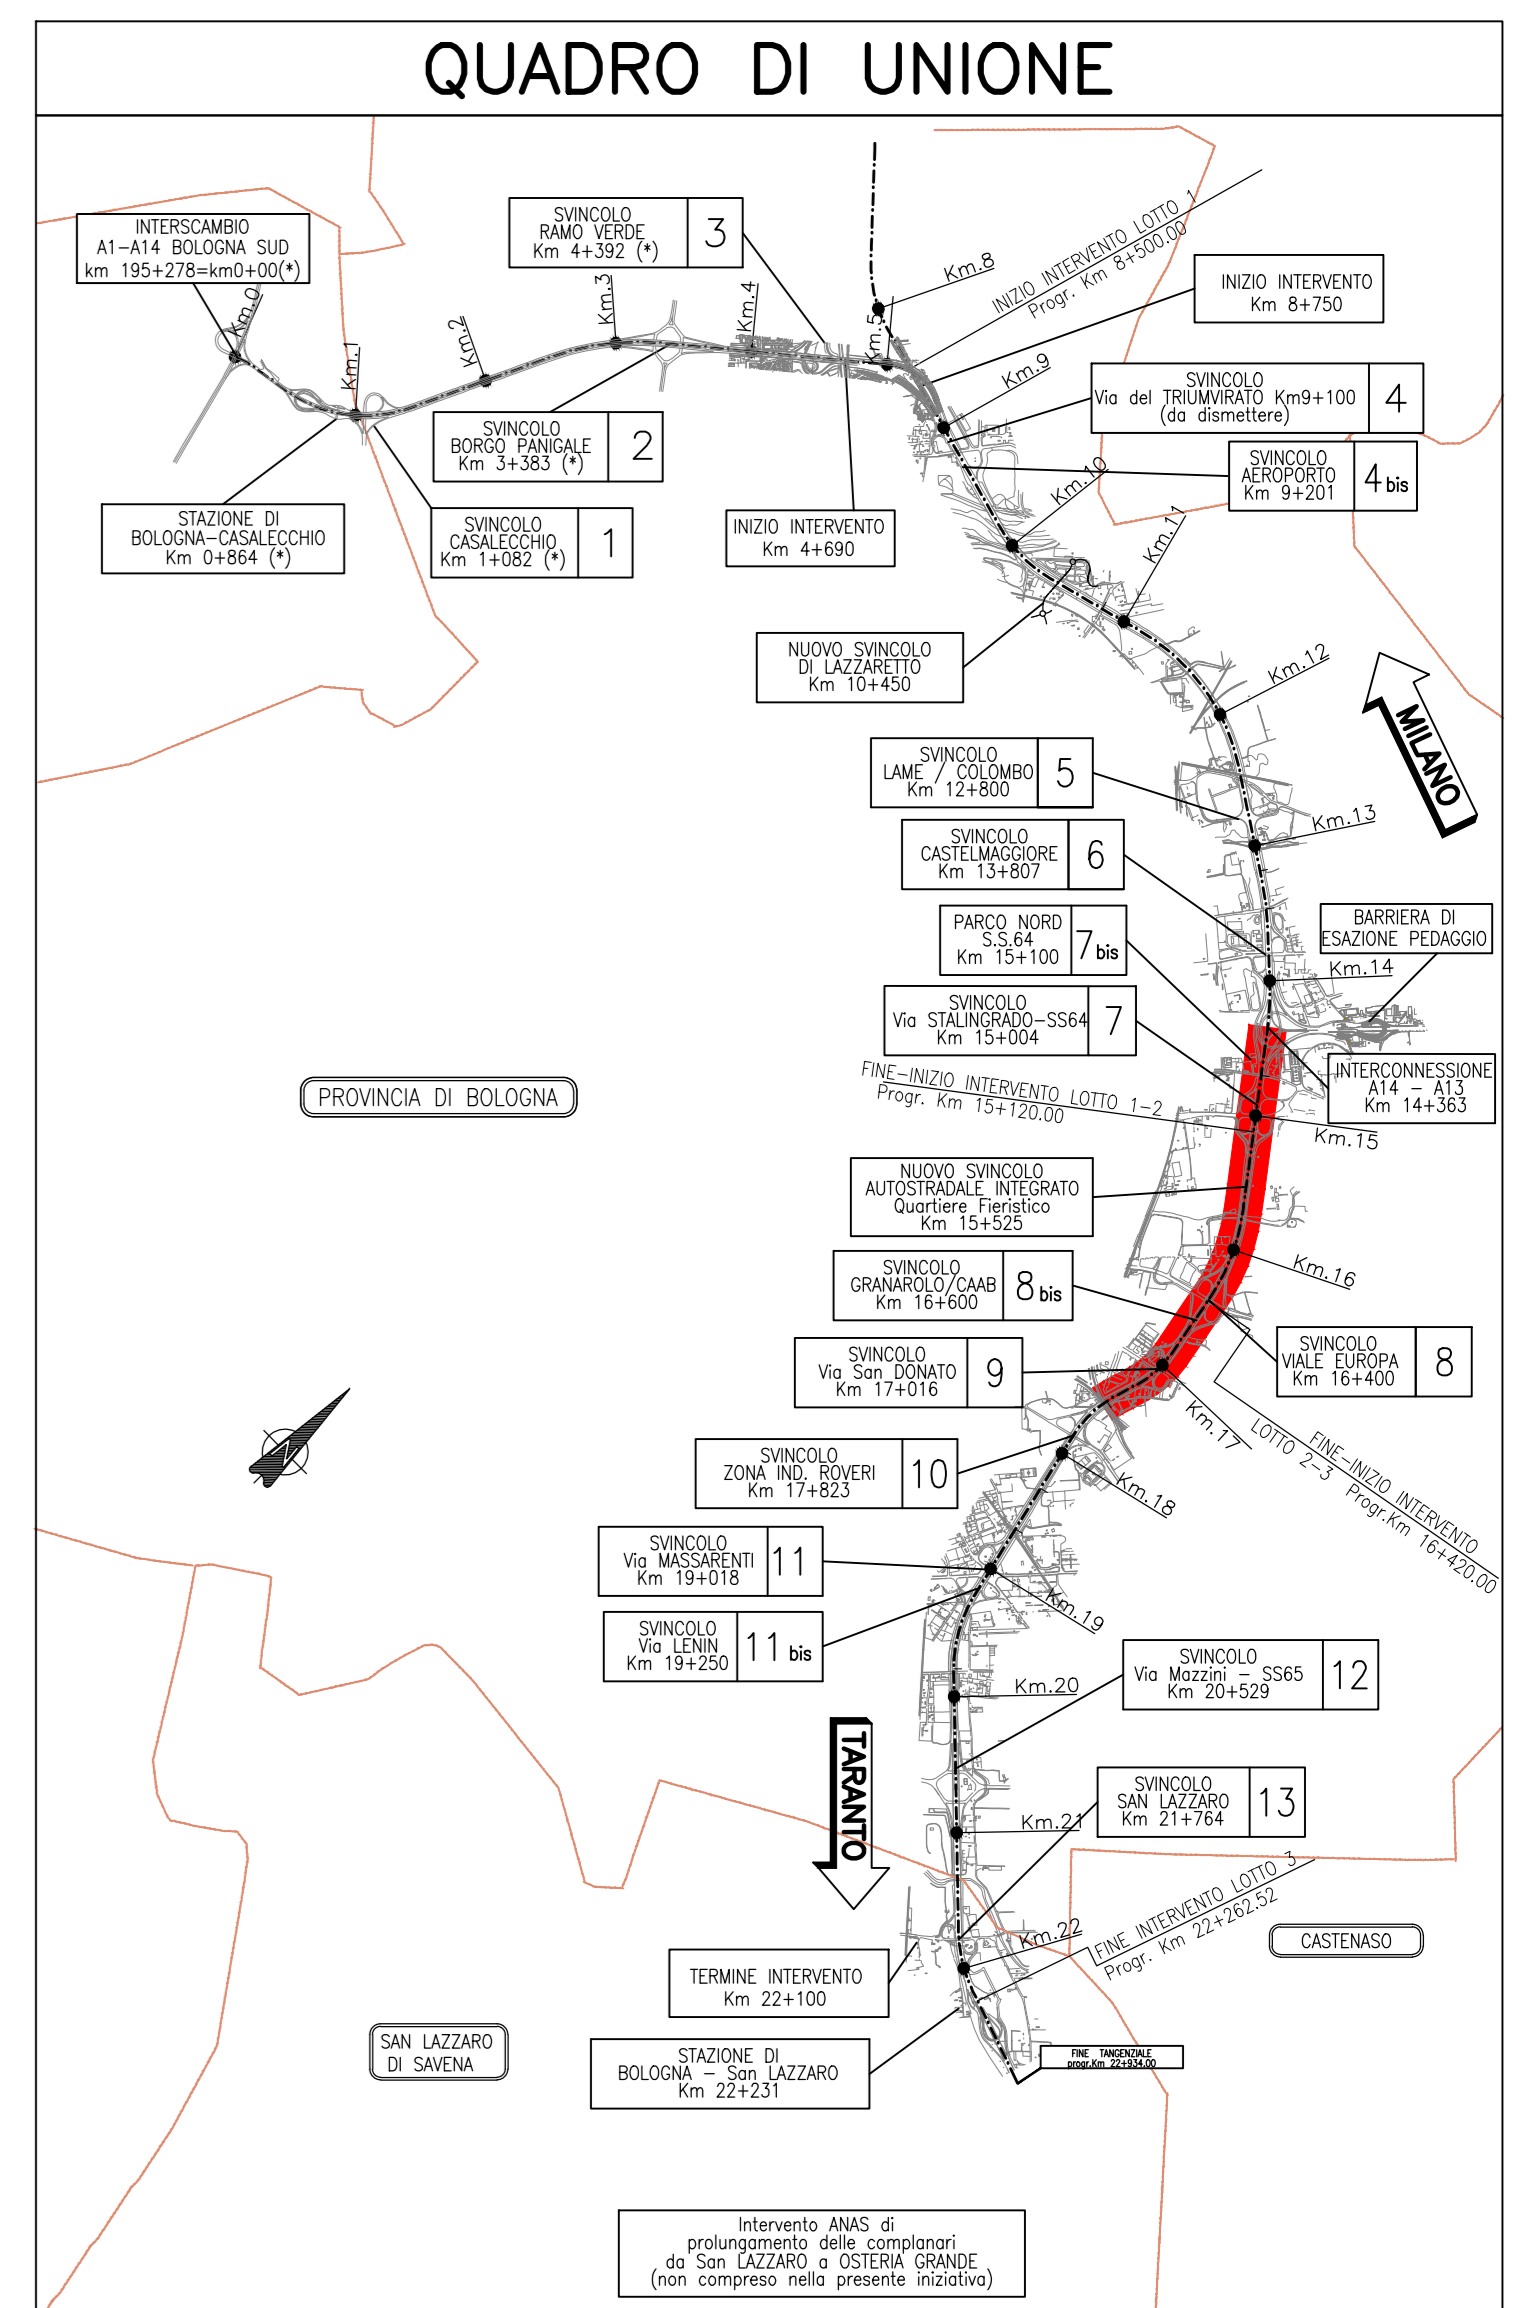 QUADRO DI UNIONE
INTERSCAMBIO
A1-A14 BOLOGNA SUD
km 195+278=km0+00(*)
SVINCOLO
RAMO VERDE
Km 4+392 (*)
3
INIZIO INTERVENTO LOTTO 1
Progr. Km 8+500.00
INIZIO INTERVENTO
Km 8+750
Km.0
Km.1
Km.2
Km.3
Km.4
Km.5
Km.8
Km.9
SVINCOLO
Via del TRIUMVIRATO Km9+100
(da dismettere)
4
SVINCOLO
BORGO PANIGALE
Km 3+383 (*)
2
SVINCOLO
AEROPORTO
Km 9+201
4 bis
Km.10
STAZIONE DI
BOLOGNA-CASALECCHIO
Km 0+864 (*)
SVINCOLO
CASALECCHIO
Km 1+082 (*)
1
INIZIO INTERVENTO
Km 4+690
Km.11
NUOVO SVINCOLO
DI LAZZARETTO
Km 10+450
Km.12
MILANO
SVINCOLO
LAME / COLOMBO
Km 12+800
5
Km.13
SVINCOLO
CASTELMAGGIORE
Km 13+807
6
PARCO NORD
S.S.64
Km 15+100
7 bis
BARRIERA DI
ESAZIONE PEDAGGIO
Km.14
SVINCOLO
Via STALINGRADO-SS64
Km 15+004
7
INTERCONNESSIONE
A14 - A13
Km 14+363
PROVINCIA DI BOLOGNA
FINE-INIZIO INTERVENTO LOTTO 1-2
Progr. Km 15+120.00
Km.15
NUOVO SVINCOLO
AUTOSTRADALE INTEGRATO
Quartiere Fieristico
Km 15+525
Km.16
SVINCOLO
GRANAROLO/CAAB
Km 16+600
8 bis
SVINCOLO
VIALE EUROPA
Km 16+400
8
SVINCOLO
Via San DONATO
Km 17+016
9
Km.17
FINE-INIZIO INTERVENTO
LOTTO 2-3 Progr.Km 16+420.00
SVINCOLO
ZONA IND. ROVERI
Km 17+823
10
Km.18
SVINCOLO
Via MASSARENTI
Km 19+018
11
Km.19
SVINCOLO
Via LENIN
Km 19+250
11 bis
SVINCOLO
Via Mazzini - SS65
Km 20+529
12
Km.20
TARANTO
SVINCOLO
SAN LAZZARO
Km 21+764
13
Km.21
FINE INTERVENTO LOTTO 3
Progr. Km 22+262.52
Km.22
CASTENASO
TERMINE INTERVENTO
Km 22+100
SAN LAZZARO
DI SAVENA
STAZIONE DI
BOLOGNA - San LAZZARO
Km 22+231
FINE TANGENZIALE
progr.Km 22+934.00
Intervento ANAS di
prolungamento delle complanari
da San LAZZARO a OSTERIA GRANDE
(non compreso nella presente iniziativa)